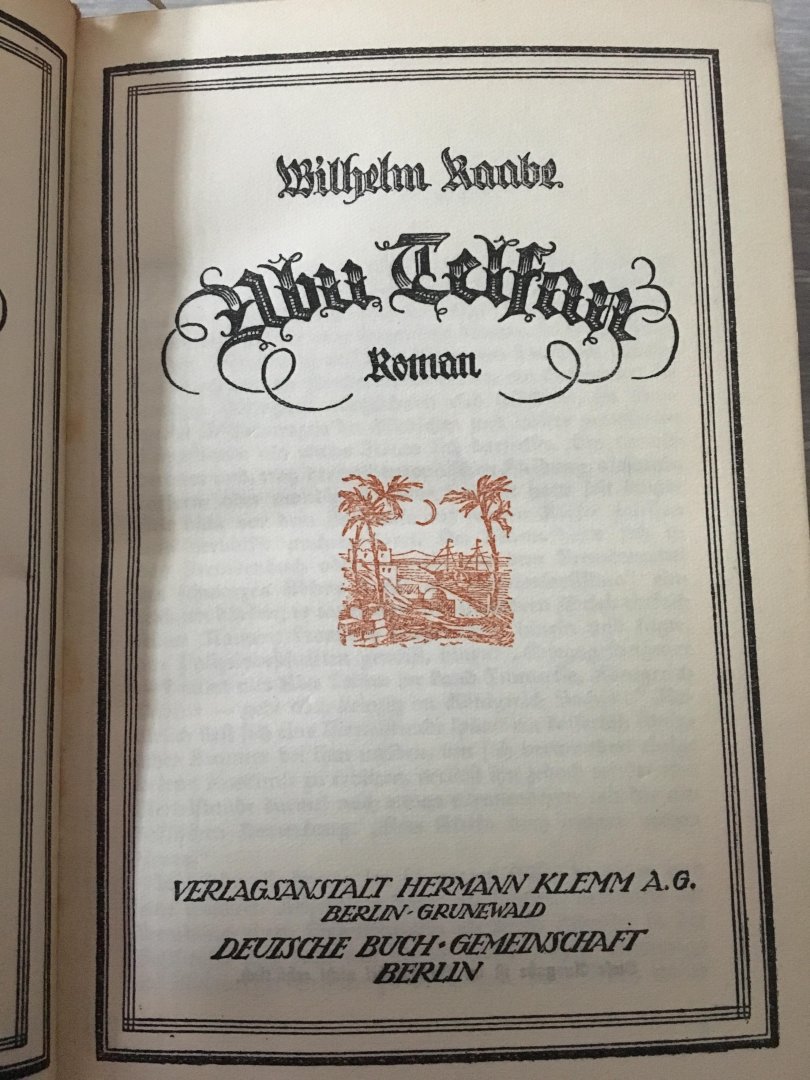 Wilhelm Raabe.
Abu Telfan
Roman
VERLAGSANSTALT HERMANN KLEMM A.G.
BERLIN-GRUNEWALD
DEUTSCHE BUCH·GEMEINSCHAFT
BERLIN